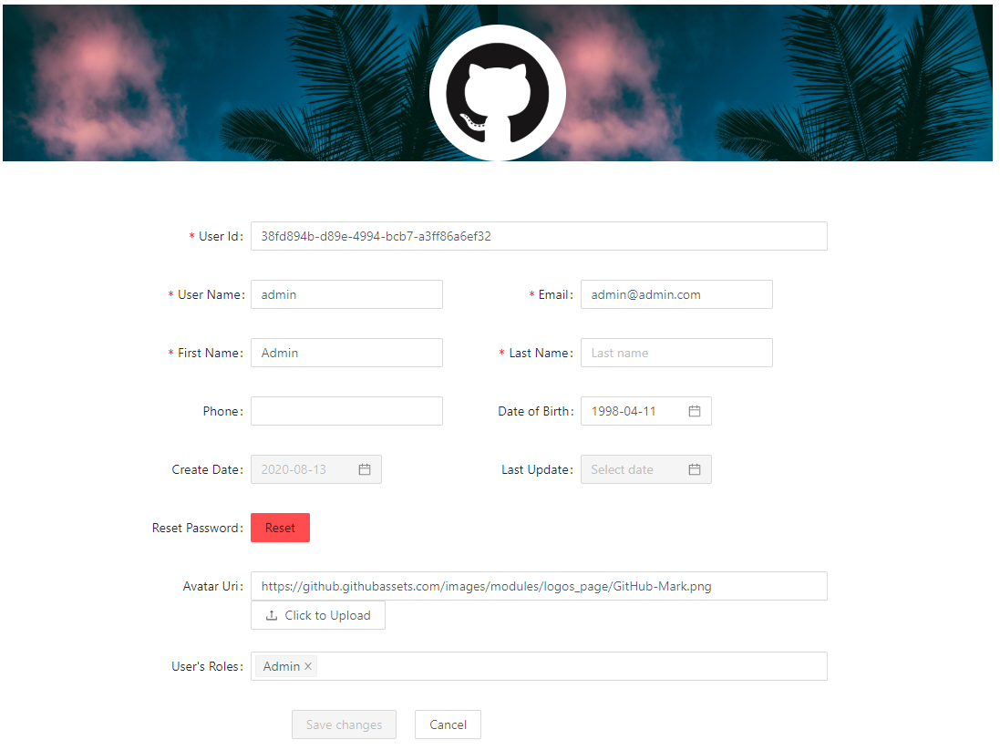 * User Id: 38fd894b-d89e-4994-bcb7-a3ff86a6ef32
* User Name: admin * Email: admin@admin.com
* First Name: Admin * Last Name: Last name
Phone: Date of Birth: 1998-04-11
Create Date: 2020-08-13 Last Update: Select date
Reset Password: Reset
Avatar Uri: https://github.githubassets.com/images/modules/logos_page/GitHub-Mark.png
Click to Upload
User's Roles: Admin ×
Save changes Cancel